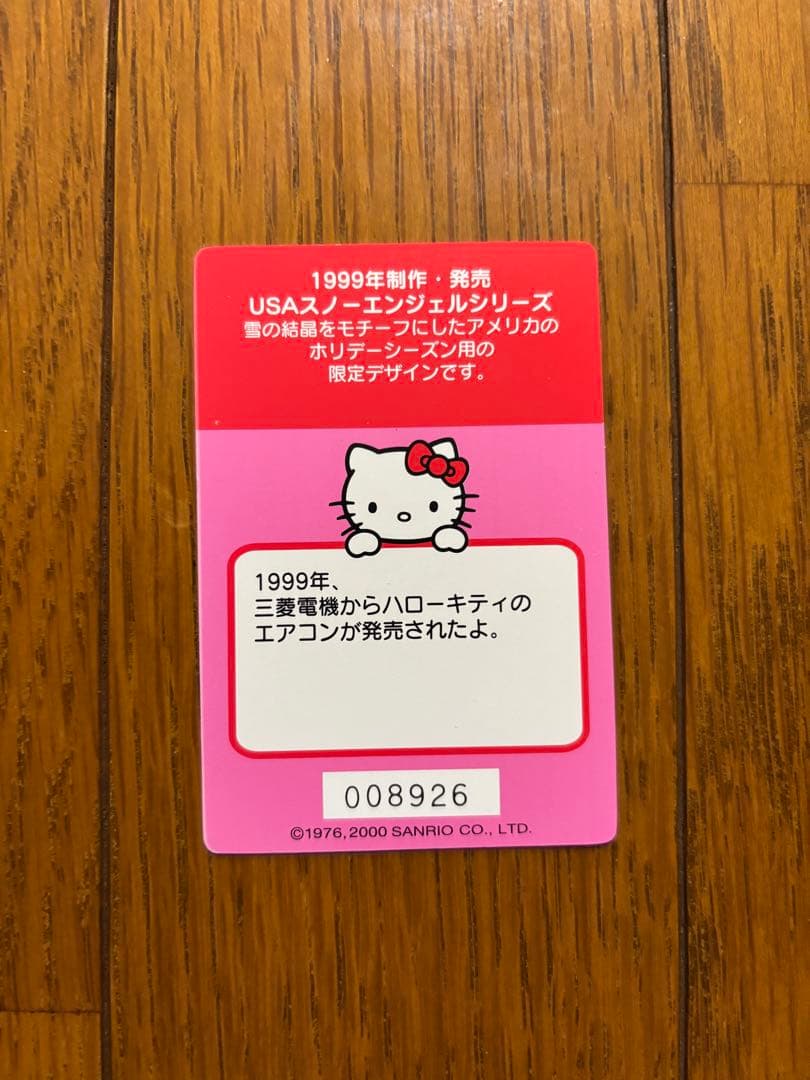 1999年制作・発売
USAスノーエンジェルシリーズ
雪の結晶をモチーフにしたアメリカの
ホリデーシーズン用の
限定デザインです。
1999年、
三菱電機からハローキティの
エアコンが発売されたよ。
008926
©1976,2000 SANRIO CO., LTD.